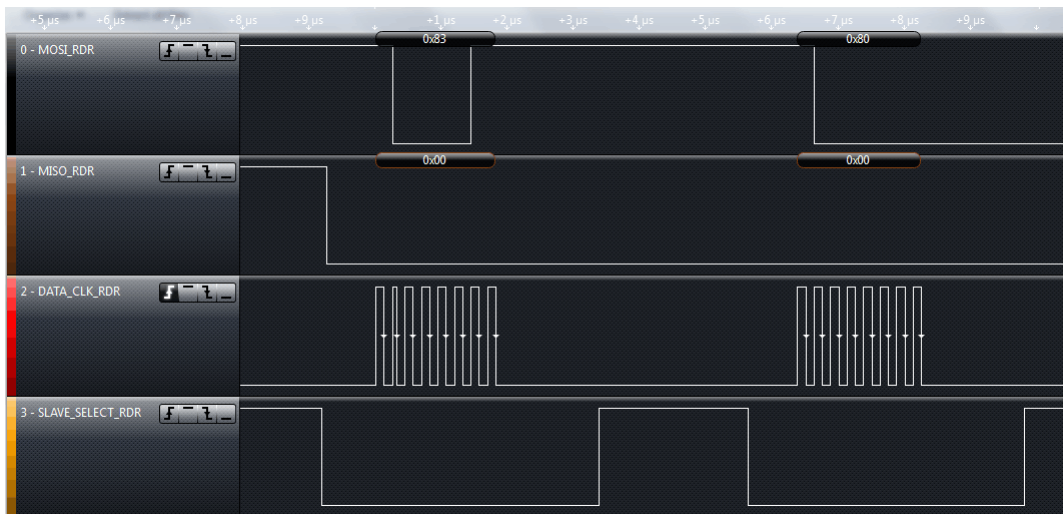 +5 µs +6 µs +7 µs +8 µs +9 µs +1 µs +2 µs +3 µs +4 µs +5 µs +6 µs +7 µs +8 µs +9 µs
0 - MOSI_RDR
0x83 0x80
1 - MISO_RDR
0x00 0x00
2 - DATA_CLK_RDR
3 - SLAVE_SELECT_RDR